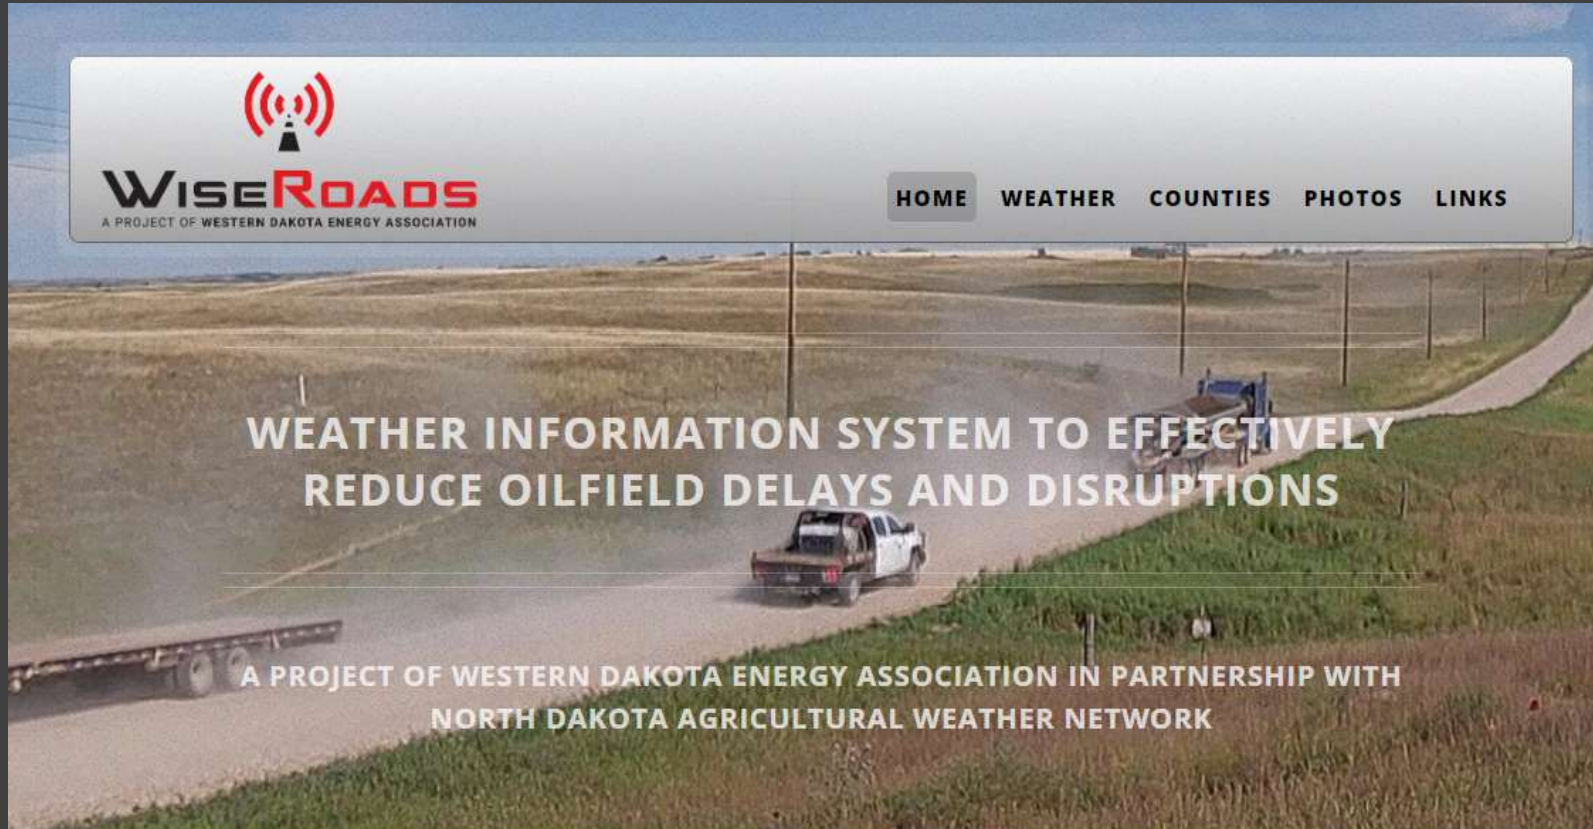 WISEROADS
A PROJECT OF WESTERN DAKOTA ENERGY ASSOCIATION
HOME WEATHER COUNTIES PHOTOS LINKS
WEATHER INFORMATION SYSTEM TO EFFECTIVELY
REDUCE OILFIELD DELAYS AND DISRUPTIONS
A PROJECT OF WESTERN DAKOTA ENERGY ASSOCIATION IN PARTNERSHIP WITH
NORTH DAKOTA AGRICULTURAL WEATHER NETWORK